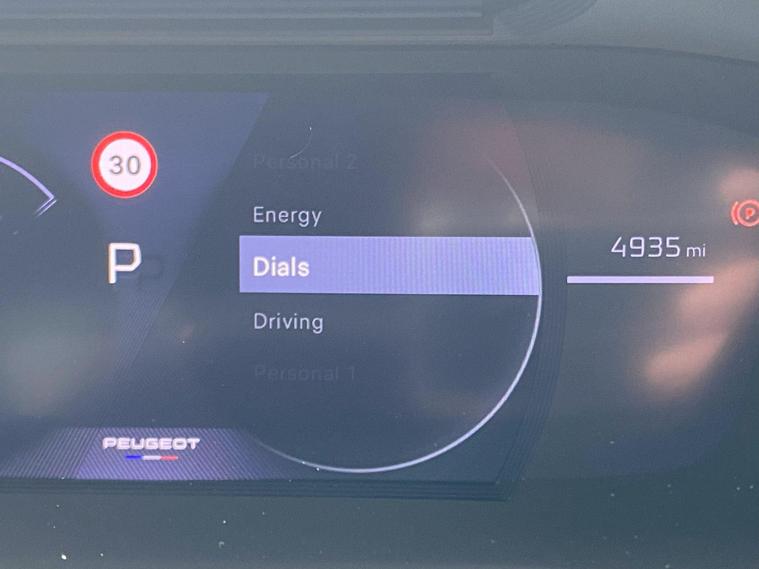 Personal 2
30
Energy
P
4935 mi
Dials
Driving
Personal 1
PEUGEOT
P